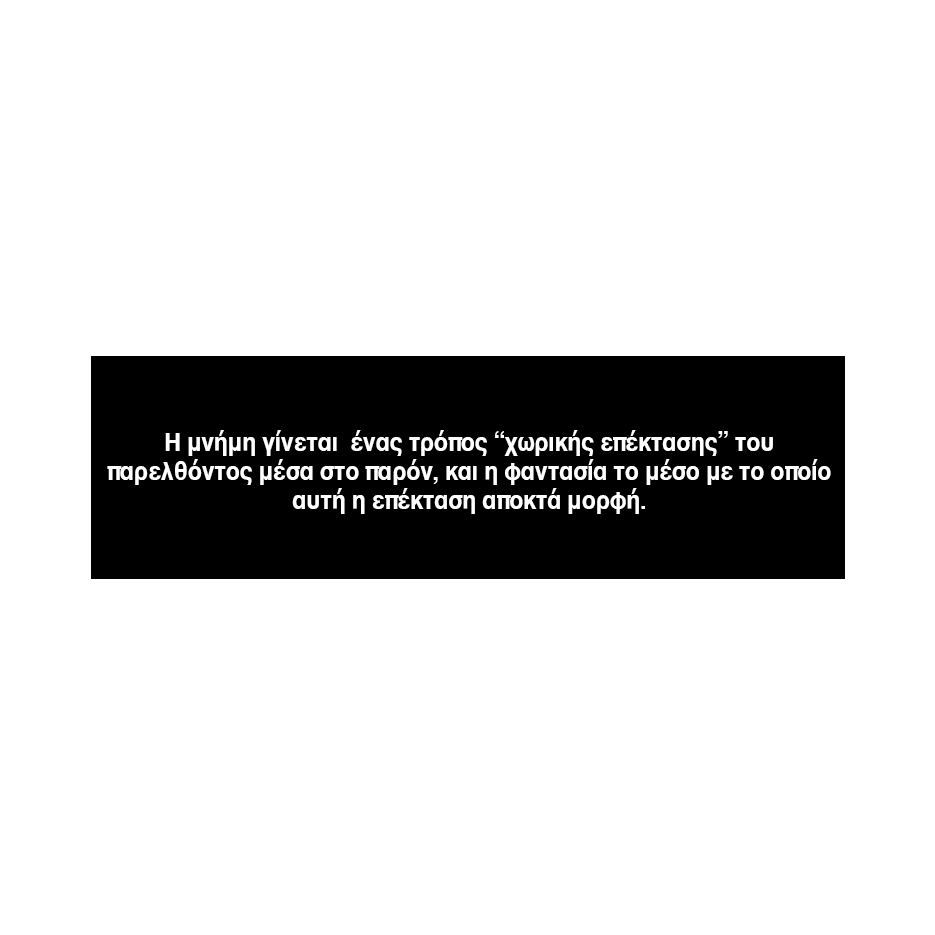 Η μνήμη γίνεται  ένας τρόπος “χωρικής επέκτασης” του
παρελθόντος μέσα στο παρόν, και η φαντασία το μέσο με το οποίο
αυτή η επέκταση αποκτά μορφή.